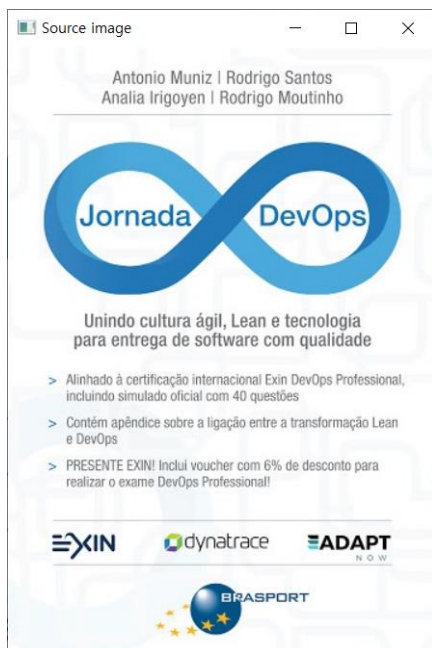 Source image
Antonio Muniz | Rodrigo Santos
Analia Irigoyen | Rodrigo Moutinho
Jornada DevOps
Unindo cultura ágil, Lean e tecnologia
para entrega de software com qualidade
> Alinhado à certificação internacional Exin DevOps Professional,
incluindo simulado oficial com 40 questões
> Contém apêndice sobre a ligação entre a transformação Lean
e DevOps
> PRESENTE EXIN! Inclui voucher com 6% de desconto para
realizar o exame DevOps Professional!
EXIN dynatrace ADAPT
NOW
BRASPORT